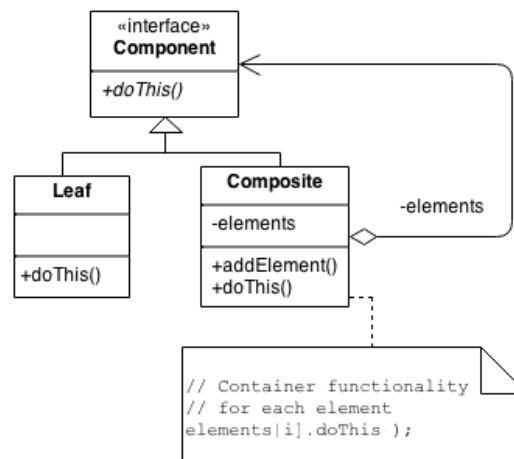 «interface»
Component
+doThis()
Leaf
+doThis()
Composite
-elements
+addElement()
+doThis()
-elements
// Container functionality
// for each element
elements|i].doThis );